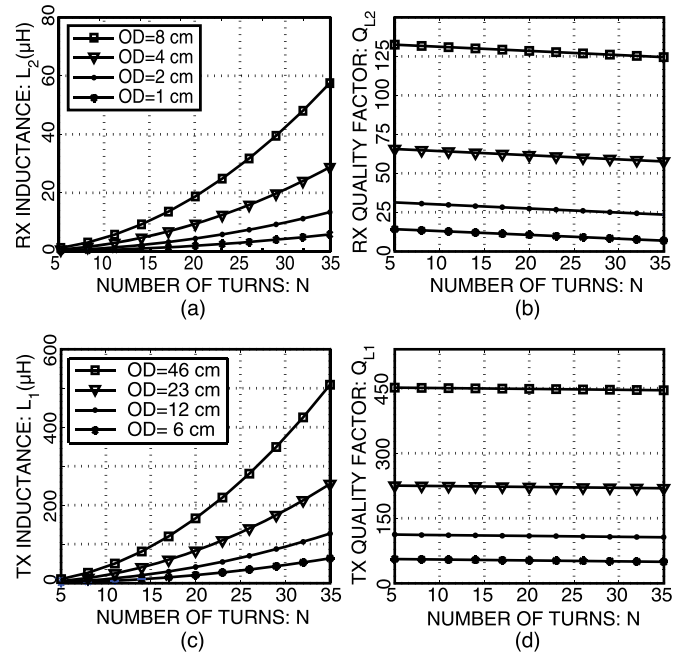 RX INDUCTANCE: L2(μH)
80
60
40
20
0
OD=8 cm
OD=4 cm
OD=2 cm
OD=1 cm
5 10 15 20 25 30 35
NUMBER OF TURNS: N
(a)
RX QUALITY FACTOR: QL2
125
100
75
50
25
0
5 10 15 20 25 30 35
NUMBER OF TURNS: N
(b)
TX INDUCTANCE: L1(μH)
600
400
200
0
OD=46 cm
OD=23 cm
OD=12 cm
OD= 6 cm
5 10 15 20 25 30 35
NUMBER OF TURNS: N
(c)
TX QUALITY FACTOR: QL1
450
300
150
0
5 10 15 20 25 30 35
NUMBER OF TURNS: N
(d)